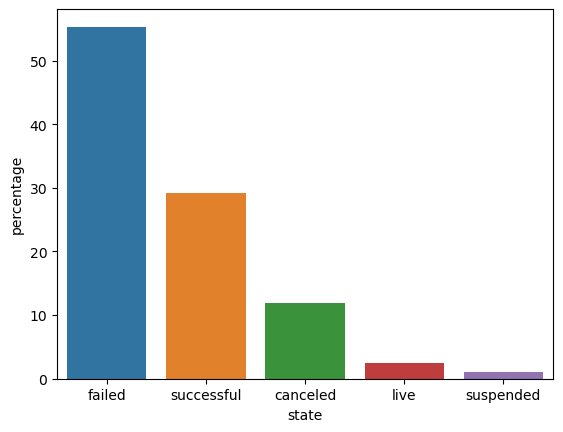 percentage
50
40
30
20
10
0
failed
successful
canceled
live
suspended
state